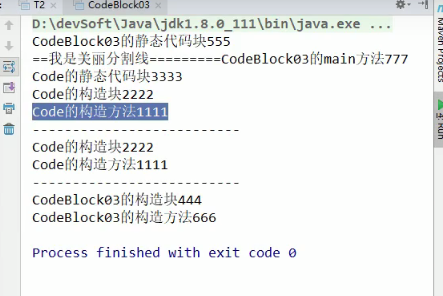 T2
CodeBlock03
D:\devSoft\Java\jdk1.8.0_111\bin\java.exe ...
CodeBlock03的静态代码块555
==我是美丽分割线=========CodeBlock03的main方法777
Code的静态代码块3333
Code的构造块2222
Code的构造方法1111
--------------------------
Code的构造块2222
Code的构造方法1111
--------------------------
CodeBlock03的构造块444
CodeBlock03的构造方法666
Process finished with exit code 0
Maven Projects